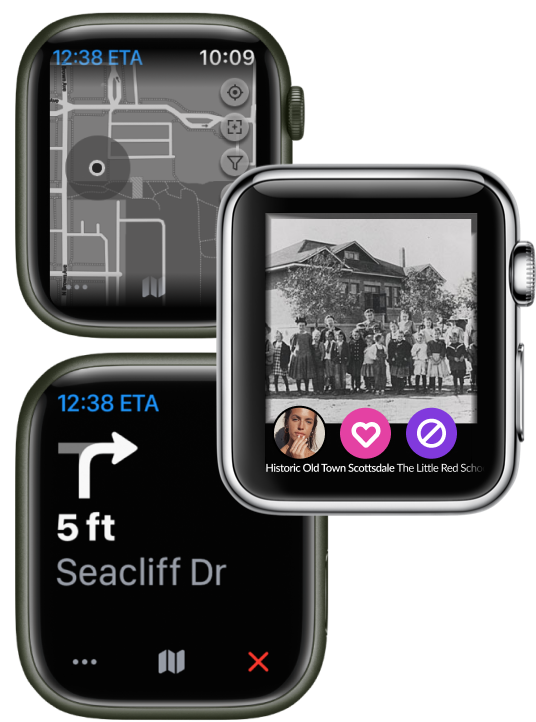 12:38 ETA
10:09
Historic Old Town Scottsdale The Little Red Scho
12:38 ETA
5 ft
Seacliff Dr